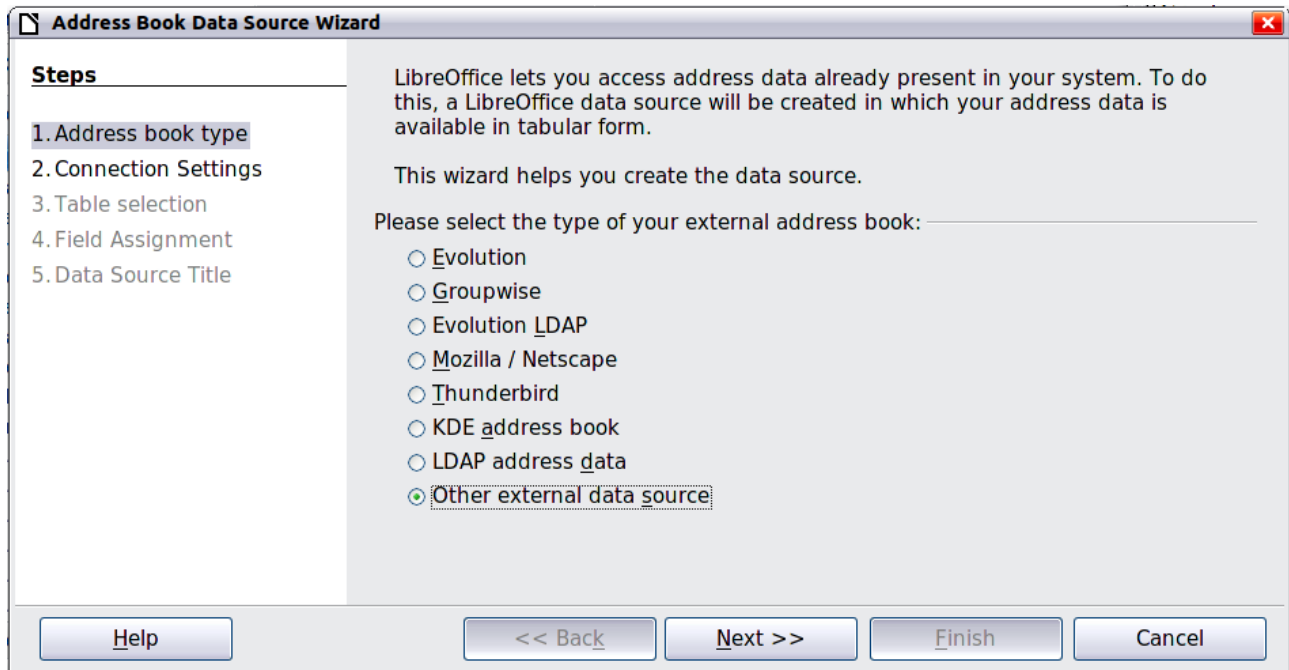 Address Book Data Source Wizard
Steps
1. Address book type
2. Connection Settings
3. Table selection
4. Field Assignment
5. Data Source Title
LibreOffice lets you access address data already present in your system. To do
this, a LibreOffice data source will be created in which your address data is
available in tabular form.
This wizard helps you create the data source.
Please select the type of your external address book:
Evolution
Groupwise
Evolution LDAP
Mozilla / Netscape
Thunderbird
KDE address book
LDAP address data
Other external data source
Help
<< Back
Next >>
Finish
Cancel